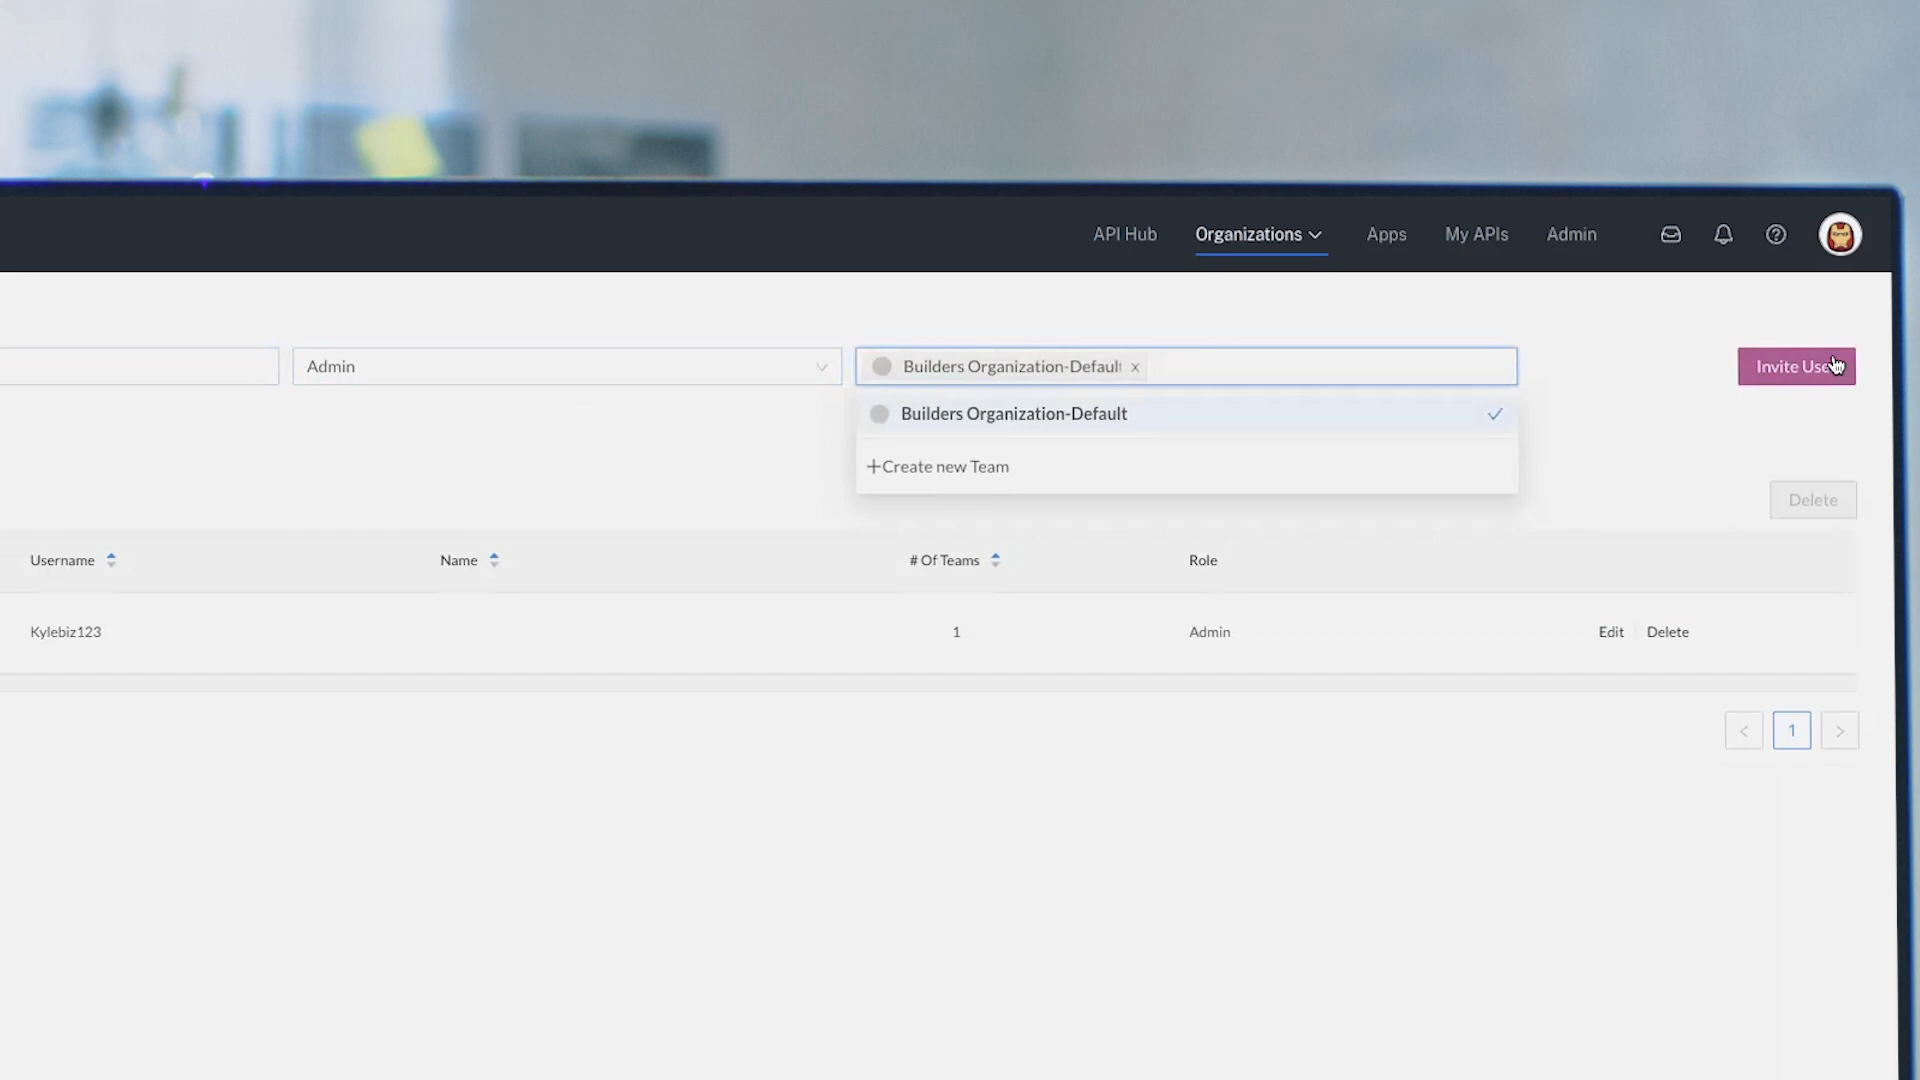 API Hub Organizations Apps My APIs Admin
Admin Builders Organization-Default × Invite User
Builders Organization-Default
+Create new Team
Delete
Username Name # Of Teams Role
Kylebiz123 1 Admin Edit Delete
< 1 >